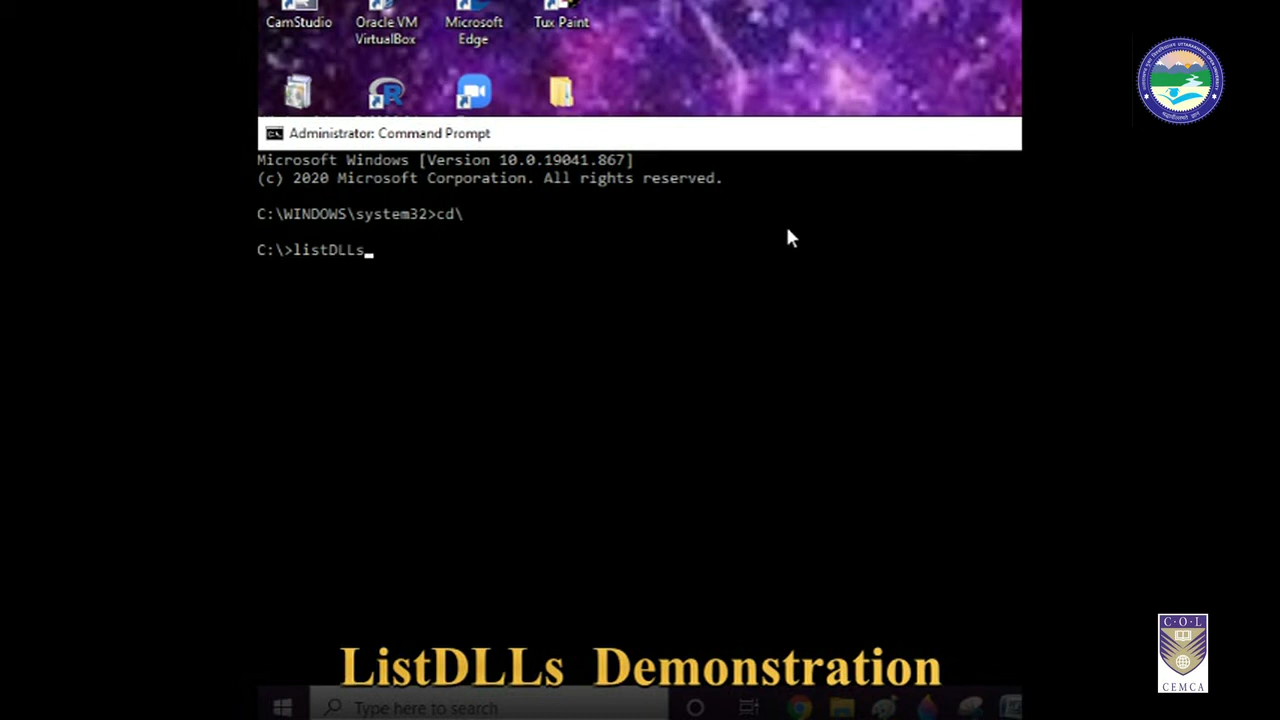 CamStudio
Oracle VM
VirtualBox
Microsoft
Edge
Tux Paint
Administrator: Command Prompt
Microsoft Windows [Version 10.0.19041.867]
(c) 2020 Microsoft Corporation. All rights reserved.
C:\WINDOWS\system32>cd\
C:\>listDLLs
ListDLLs Demonstration
Type here to search
C·O·L
CEMCA